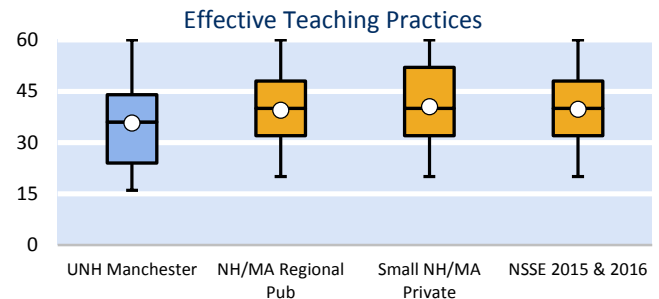 Effective Teaching Practices
60
45
30
15
0
UNH Manchester
NH/MA Regional
Pub
Small NH/MA
Private
NSSE 2015 & 2016